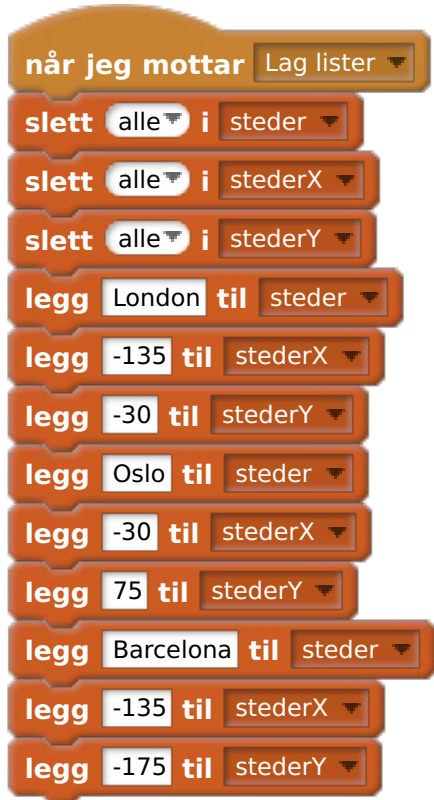 når jeg mottar Lag lister
slett alle i steder
slett alle i stederX
slett alle i stederY
legg London til steder
legg -135 til stederX
legg -30 til stederY
legg Oslo til steder
legg -30 til stederX
legg 75 til stederY
legg Barcelona til steder
legg -135 til stederX
legg -175 til stederY